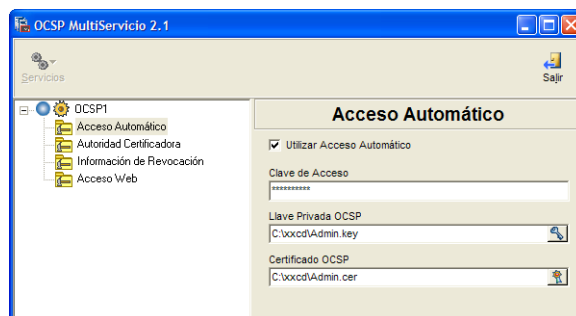 OCSP MultiServicio 2.1
Servicios
Salir
OCSP1
Acceso Automático
Autoridad Certificadora
Información de Revocación
Acceso Web
Acceso Automático
Utilizar Acceso Automático
Clave de Acceso
**********
Llave Privada OCSP
C:\xxcd\Admin.key
Certificado OCSP
C:\xxcd\Admin.cer